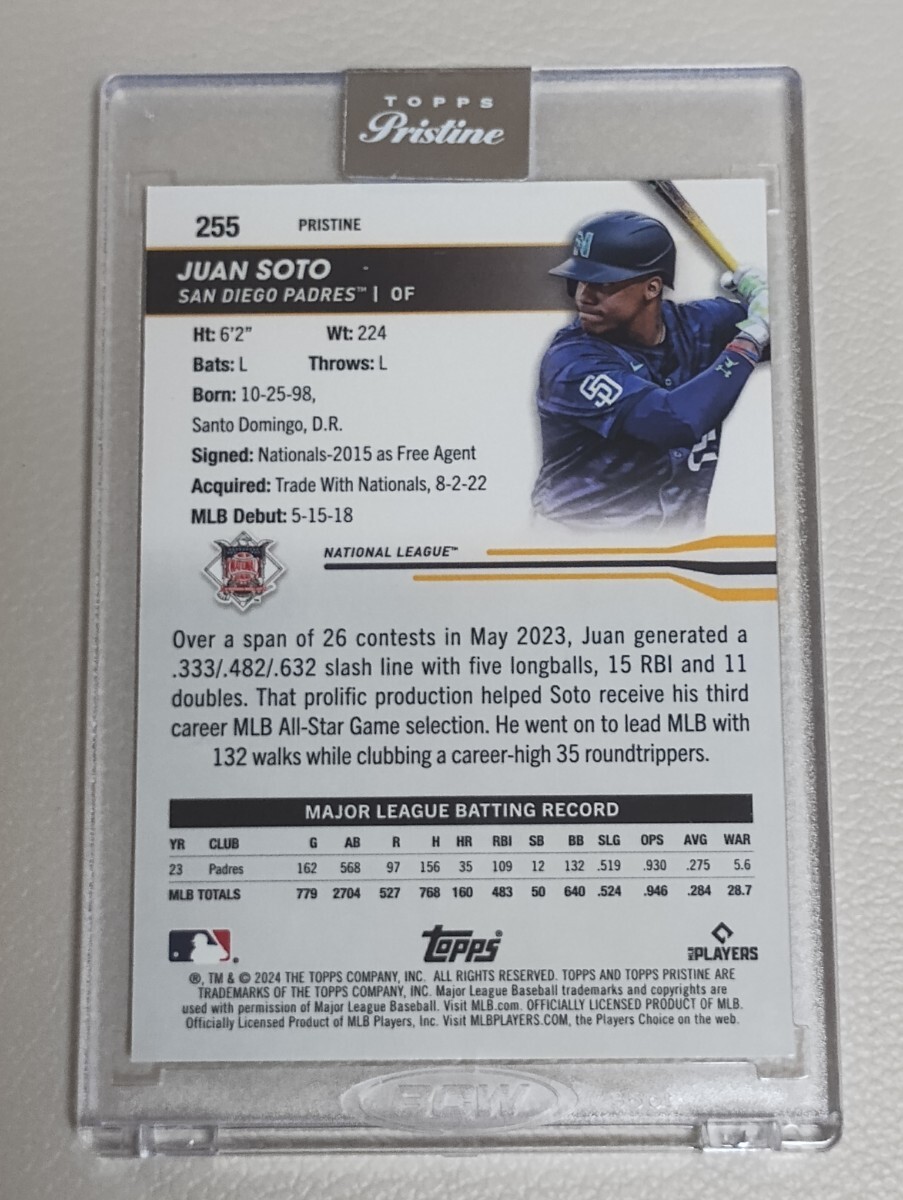 TOPPS
Pristine
255 PRISTINE
JUAN SOTO
SAN DIEGO PADRES™ | OF
Ht: 6'2" Wt: 224
Bats: L Throws: L
Born: 10-25-98,
Santo Domingo, D.R.
Signed: Nationals-2015 as Free Agent
Acquired: Trade With Nationals, 8-2-22
MLB Debut: 5-15-18
NATIONAL LEAGUE™
Over a span of 26 contests in May 2023, Juan generated a
.333/.482/.632 slash line with five longballs, 15 RBI and 11
doubles. That prolific production helped Soto receive his third
career MLB All-Star Game selection. He went on to lead MLB with
132 walks while clubbing a career-high 35 roundtrippers.
MAJOR LEAGUE BATTING RECORD
YR CLUB G AB R H HR RBI SB BB SLG OPS AVG WAR
23 Padres 162 568 97 156 35 109 12 132 .519 .930 .275 5.6
MLB TOTALS 779 2704 527 768 160 483 50 640 .524 .946 .284 28.7
topps®
MLB PLAYERS
®, TM & © 2024 THE TOPPS COMPANY, INC. ALL RIGHTS RESERVED. TOPPS AND TOPPS PRISTINE ARE
TRADEMARKS OF THE TOPPS COMPANY, INC. Major League Baseball trademarks and copyrights are
used with permission of Major League Baseball. Visit MLB.com. OFFICIALLY LICENSED PRODUCT OF MLB.
Officially Licensed Product of MLB Players, Inc. Visit MLBPLAYERS.COM, the Players Choice on the web.
BCW